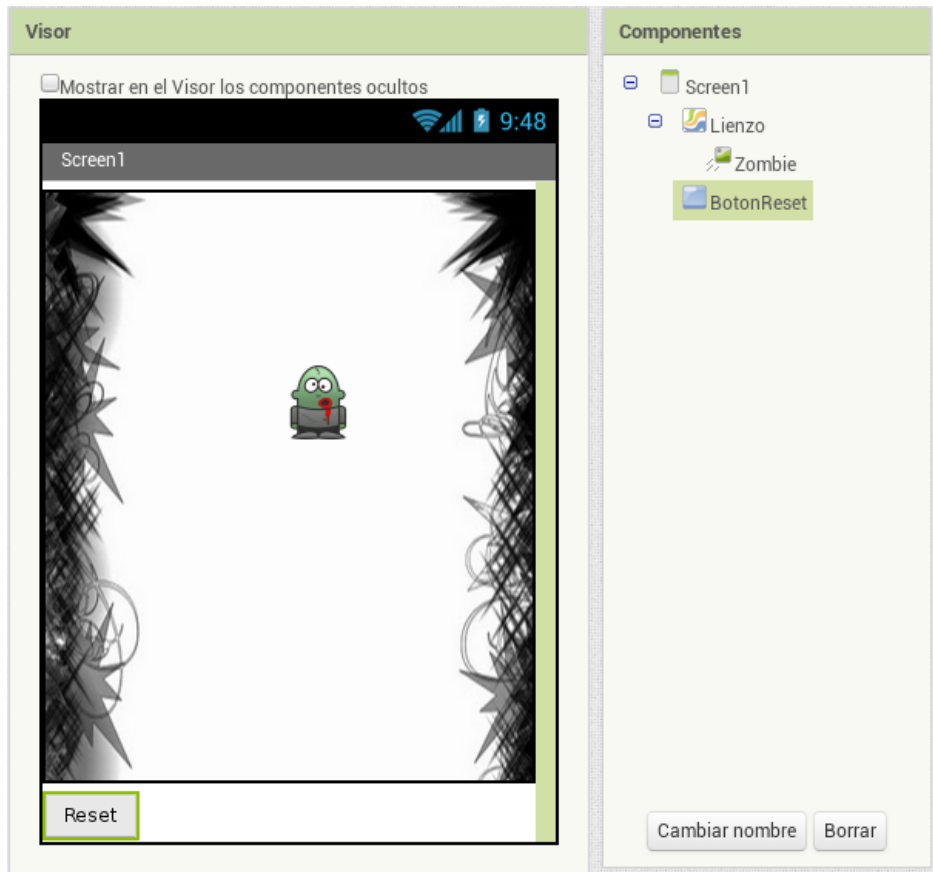 Visor
Mostrar en el Visor los componentes ocultos
9:48
Screen1
Reset
Componentes
Screen1
Lienzo
Zombie
BotonReset
Cambiar nombre Borrar